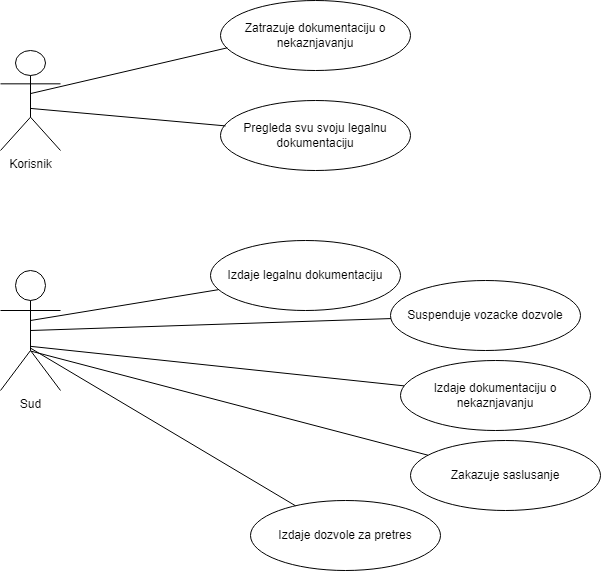 Zatrazuje dokumentaciju o
nekaznjavanju
Pregleda svu svoju legalnu
dokumentaciju
Korisnik
Izdaje legalnu dokumentaciju
Suspenduje vozacke dozvole
Izdaje dokumentaciju o
nekaznjavanju
Sud
Zakazuje saslusanje
Izdaje dozvole za pretres